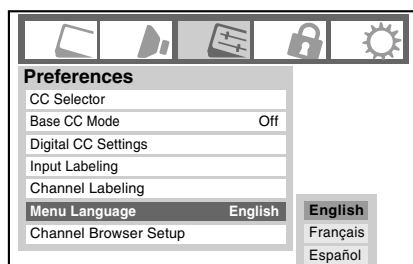 Preferences
CC Selector
Base CC Mode Off
Digital CC Settings
Input Labeling
Channel Labeling
Menu Language English
Channel Browser Setup
English
Français
Español